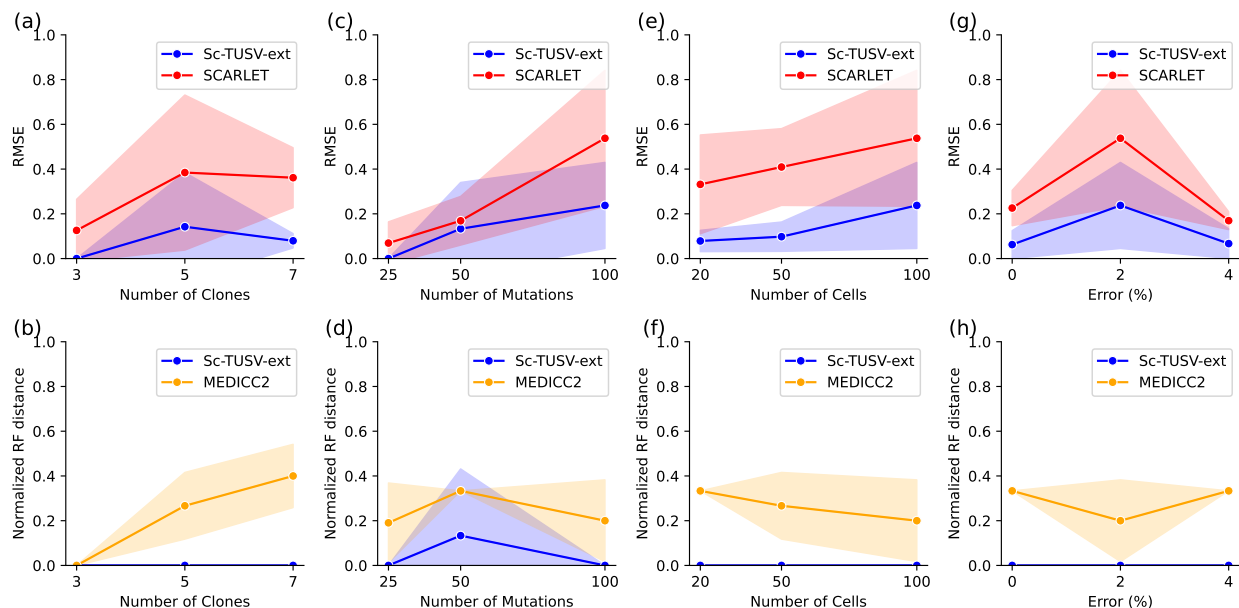 (a)
1.0
0.8
0.6
0.4
0.2
0.0
RMSE
Sc-TUSV-ext
SCARLET
3 5 7
Number of Clones
(c)
1.0
0.8
0.6
0.4
0.2
0.0
RMSE
Sc-TUSV-ext
SCARLET
25 50 100
Number of Mutations
(e)
1.0
0.8
0.6
0.4
0.2
0.0
RMSE
Sc-TUSV-ext
SCARLET
20 50 100
Number of Cells
(g)
1.0
0.8
0.6
0.4
0.2
0.0
RMSE
Sc-TUSV-ext
SCARLET
0 2 4
Error (%)
(b)
1.0
0.8
0.6
0.4
0.2
0.0
Normalized RF distance
Sc-TUSV-ext
MEDICC2
3 5 7
Number of Clones
(d)
1.0
0.8
0.6
0.4
0.2
0.0
Normalized RF distance
Sc-TUSV-ext
MEDICC2
25 50 100
Number of Mutations
(f)
1.0
0.8
0.6
0.4
0.2
0.0
Normalized RF distance
Sc-TUSV-ext
MEDICC2
20 50 100
Number of Cells
(h)
1.0
0.8
0.6
0.4
0.2
0.0
Normalized RF distance
Sc-TUSV-ext
MEDICC2
0 2 4
Error (%)